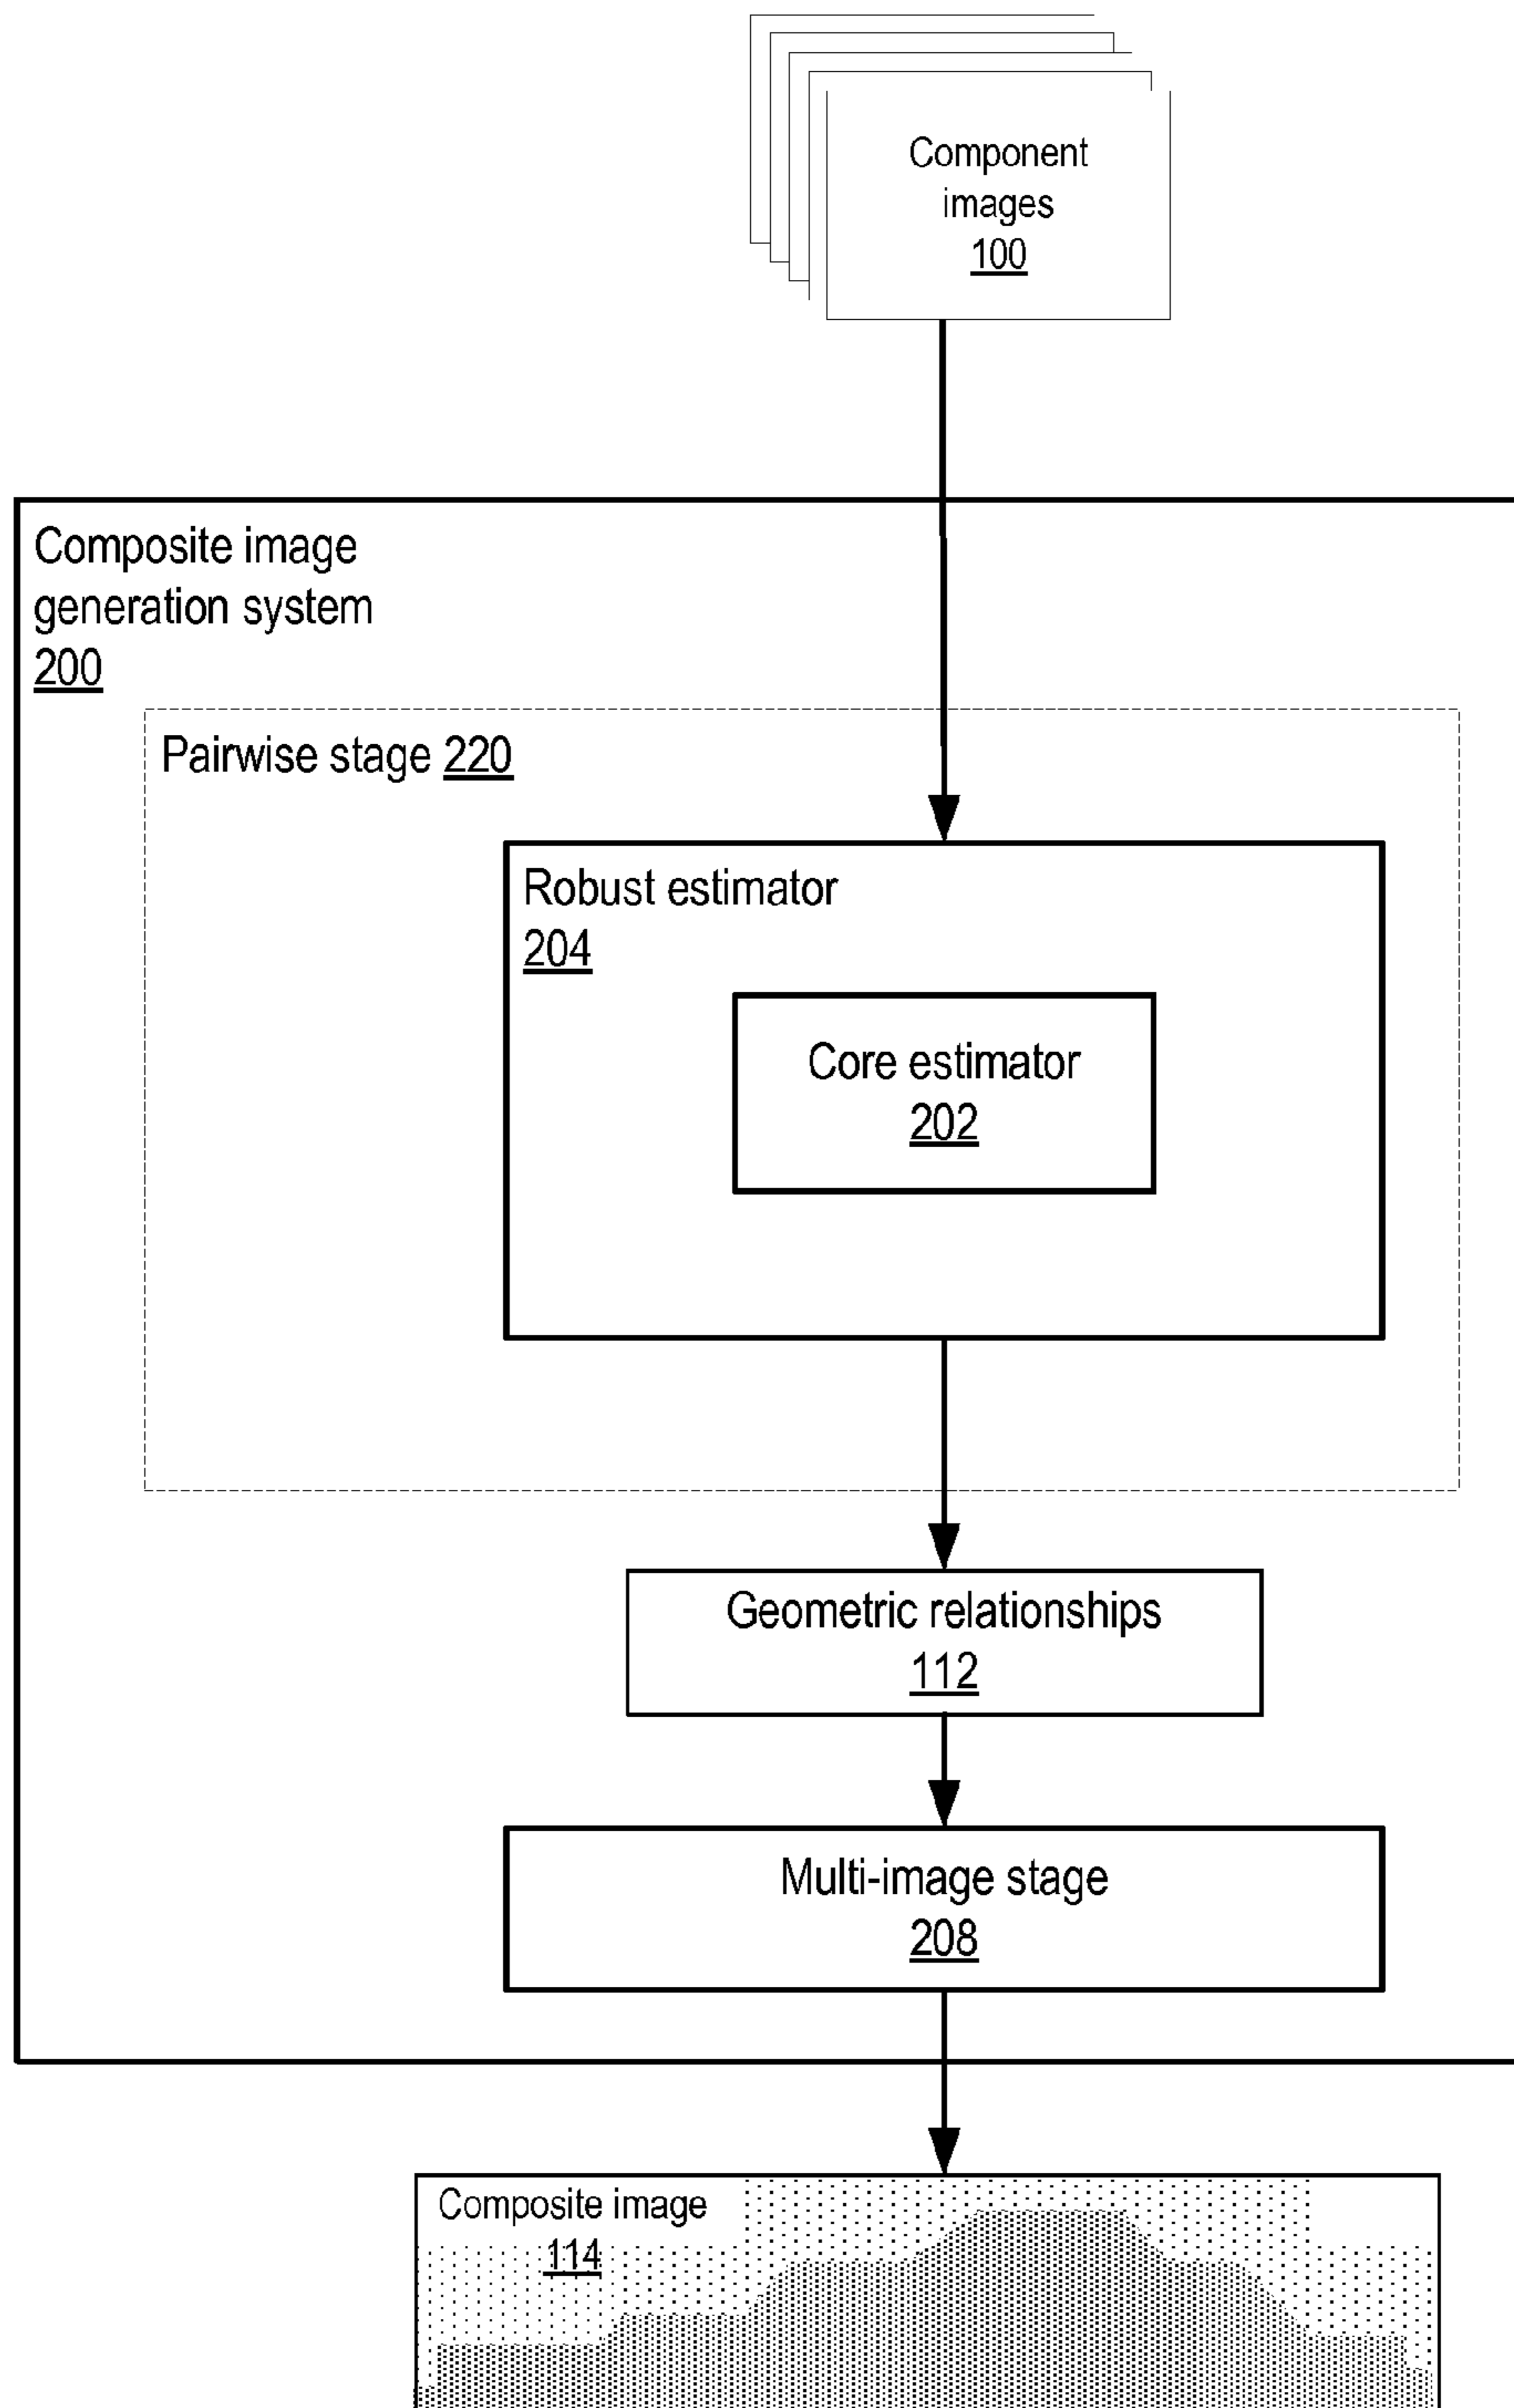 Component
images
100
Composite image
generation system
200
Pairwise stage 220
Robust estimator
204
Core estimator
202
Geometric relationships
112
Multi-image stage
208
Composite image
114